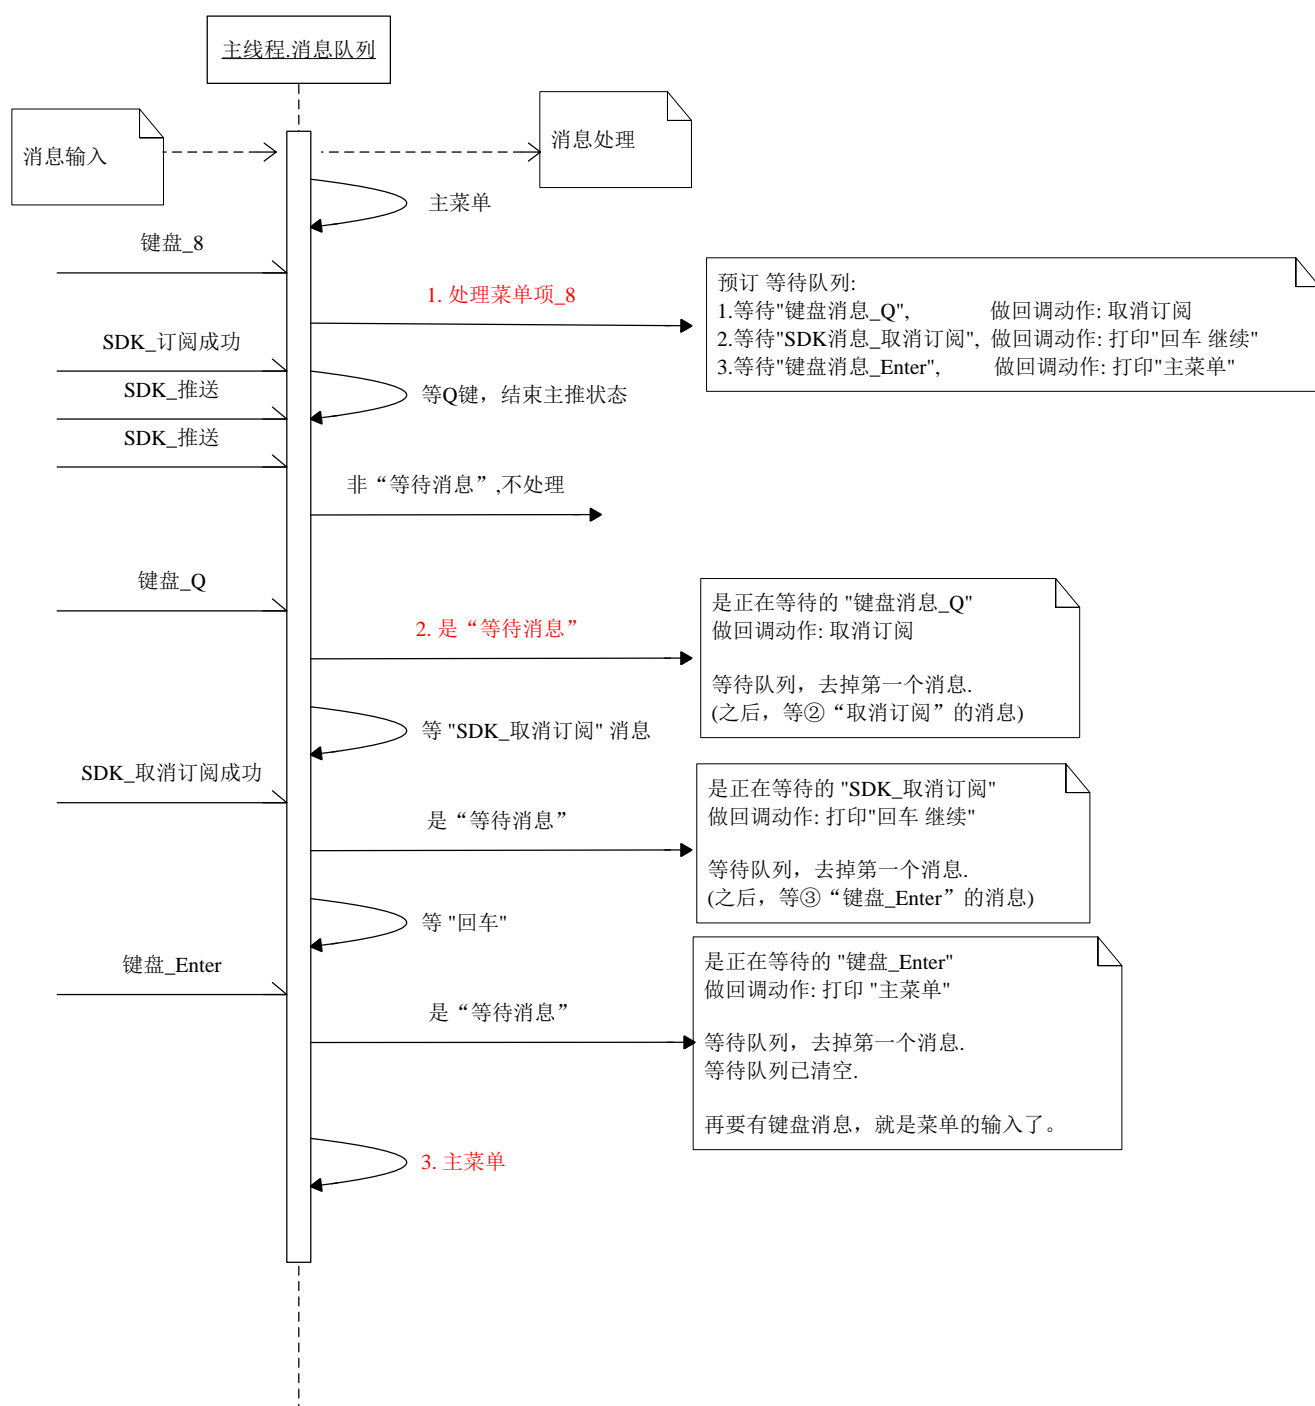 主线程.消息队列
消息输入
消息处理
主菜单
键盘_8
1. 处理菜单项_8
预订 等待队列:
1.等待"键盘消息_Q", 做回调动作: 取消订阅
2.等待"SDK消息_取消订阅", 做回调动作: 打印"回车 继续"
3.等待"键盘消息_Enter", 做回调动作: 打印"主菜单"
SDK_订阅成功
SDK_推送
等Q键，结束主推状态
SDK_推送
非“等待消息”,不处理
键盘_Q
2. 是“等待消息”
是正在等待的 "键盘消息_Q"
做回调动作: 取消订阅
等待队列，去掉第一个消息.
(之后，等②“取消订阅”的消息)
等 "SDK_取消订阅" 消息
SDK_取消订阅成功
是“等待消息”
是正在等待的 "SDK_取消订阅"
做回调动作: 打印"回车 继续"
等待队列，去掉第一个消息.
(之后，等③“键盘_Enter”的消息)
等 "回车"
键盘_Enter
是“等待消息”
是正在等待的 "键盘_Enter"
做回调动作: 打印 "主菜单"
等待队列，去掉第一个消息.
等待队列已清空.
再要有键盘消息，就是菜单的输入了。
3. 主菜单